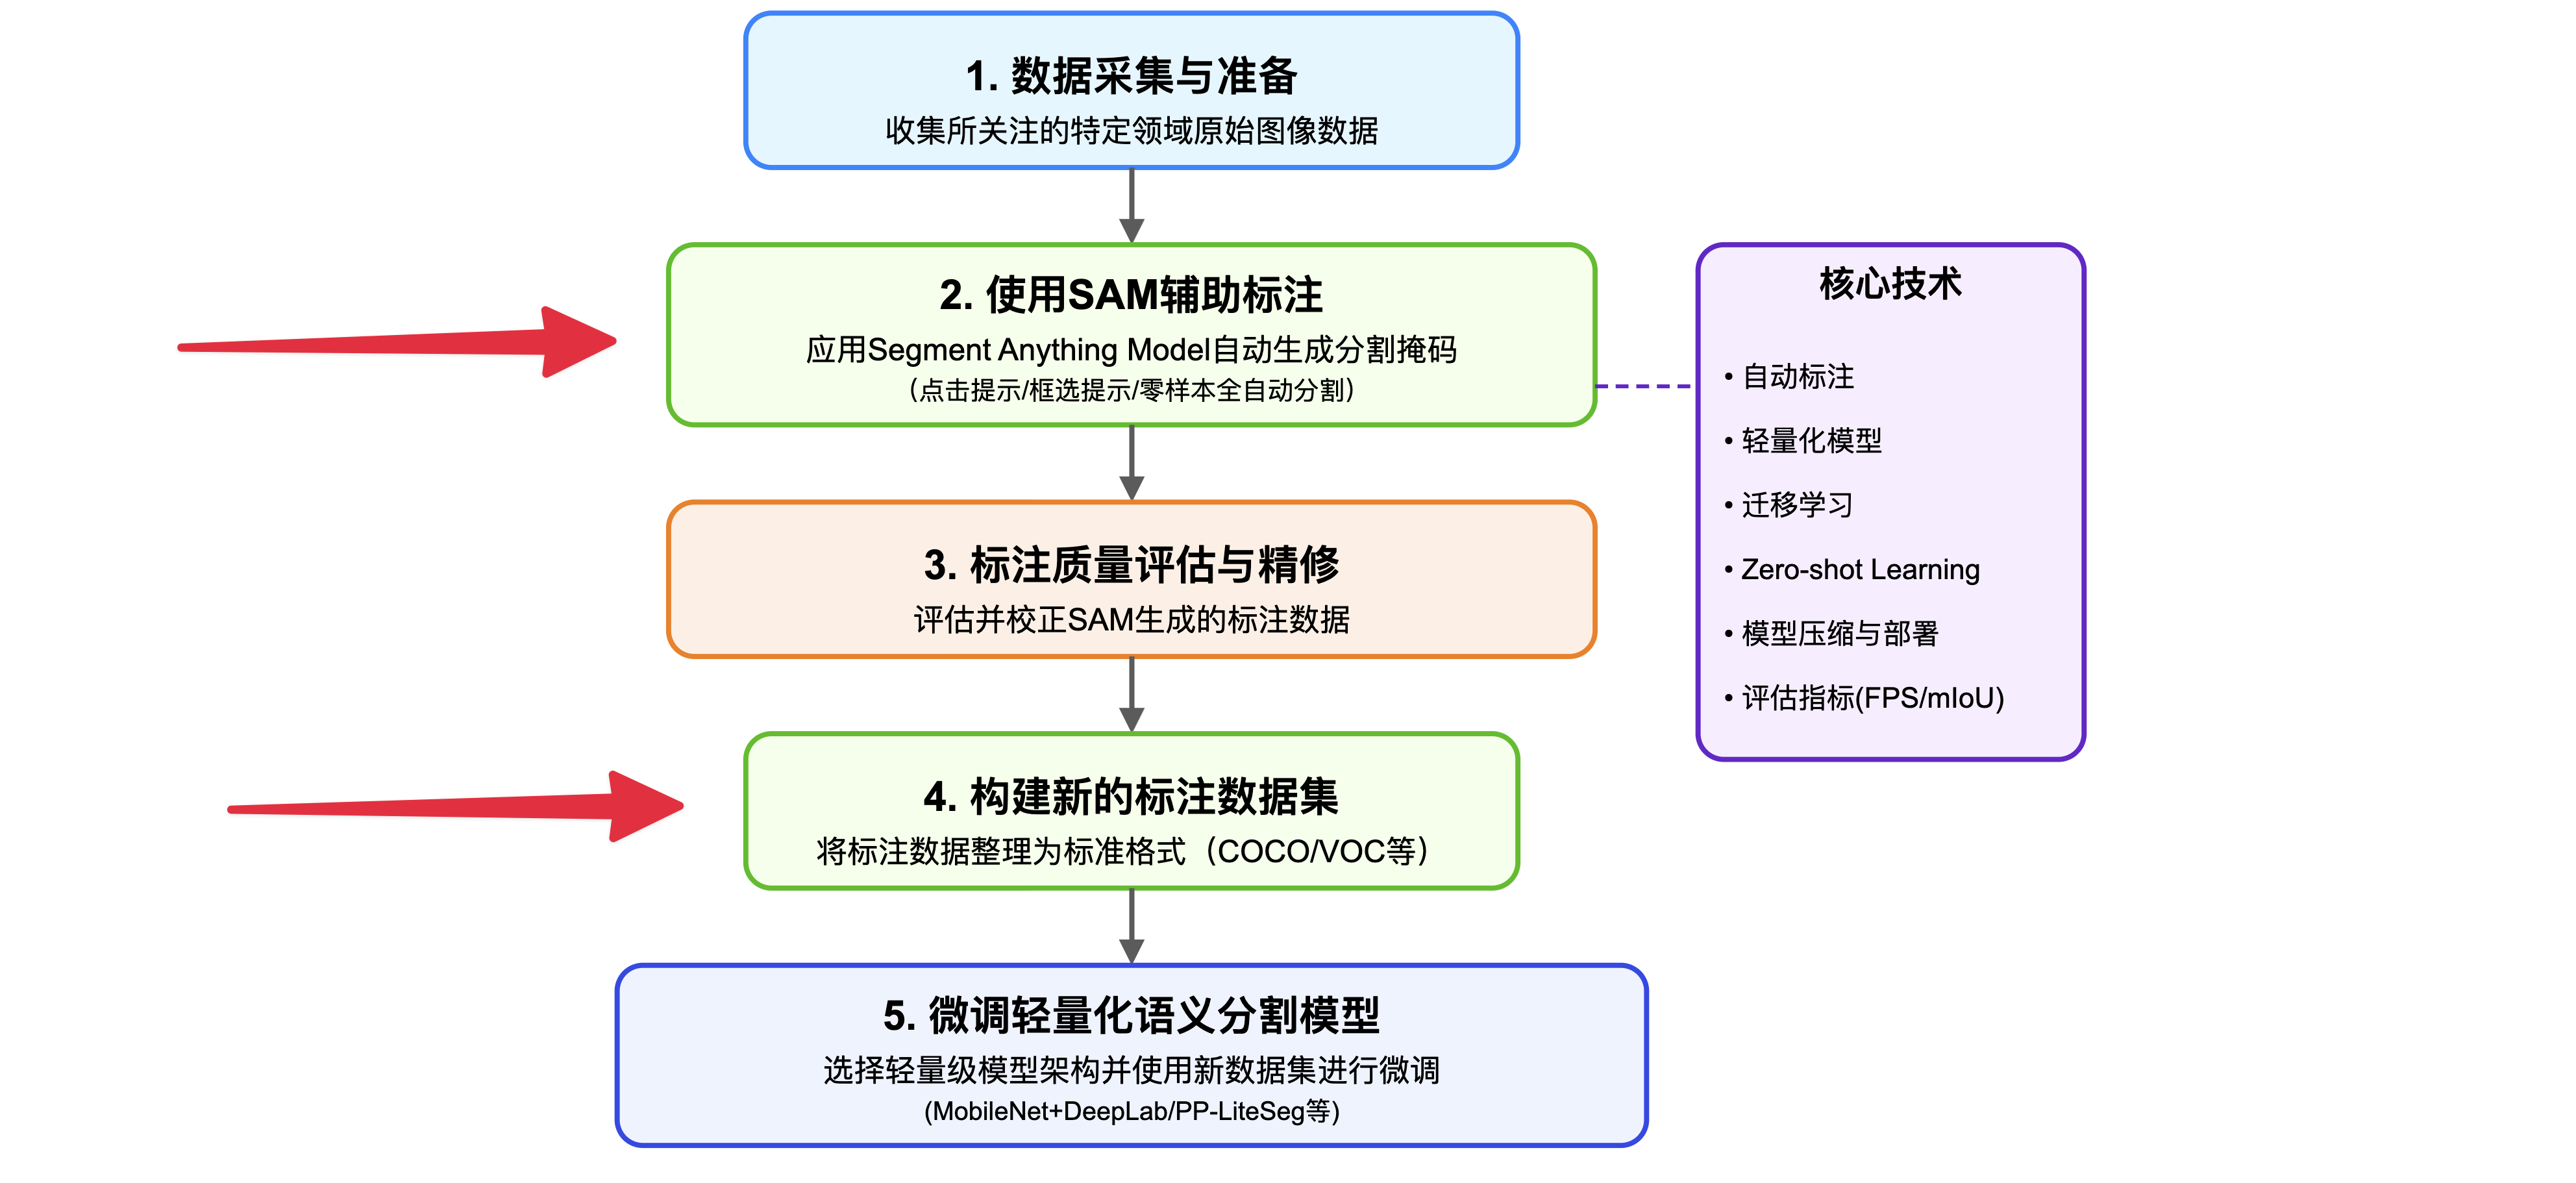 1. 数据采集与准备
收集所关注的特定领域原始图像数据
2. 使用SAM辅助标注
应用Segment Anything Model自动生成分割掩码
（点击提示/框选提示/零样本全自动分割）
3. 标注质量评估与精修
评估并校正SAM生成的标注数据
4. 构建新的标注数据集
将标注数据整理为标准格式（COCO/VOC等）
5. 微调轻量化语义分割模型
选择轻量级模型架构并使用新数据集进行微调
(MobileNet+DeepLab/PP-LiteSeg等)
核心技术
• 自动标注
• 轻量化模型
• 迁移学习
• Zero-shot Learning
• 模型压缩与部署
• 评估指标(FPS/mIoU)